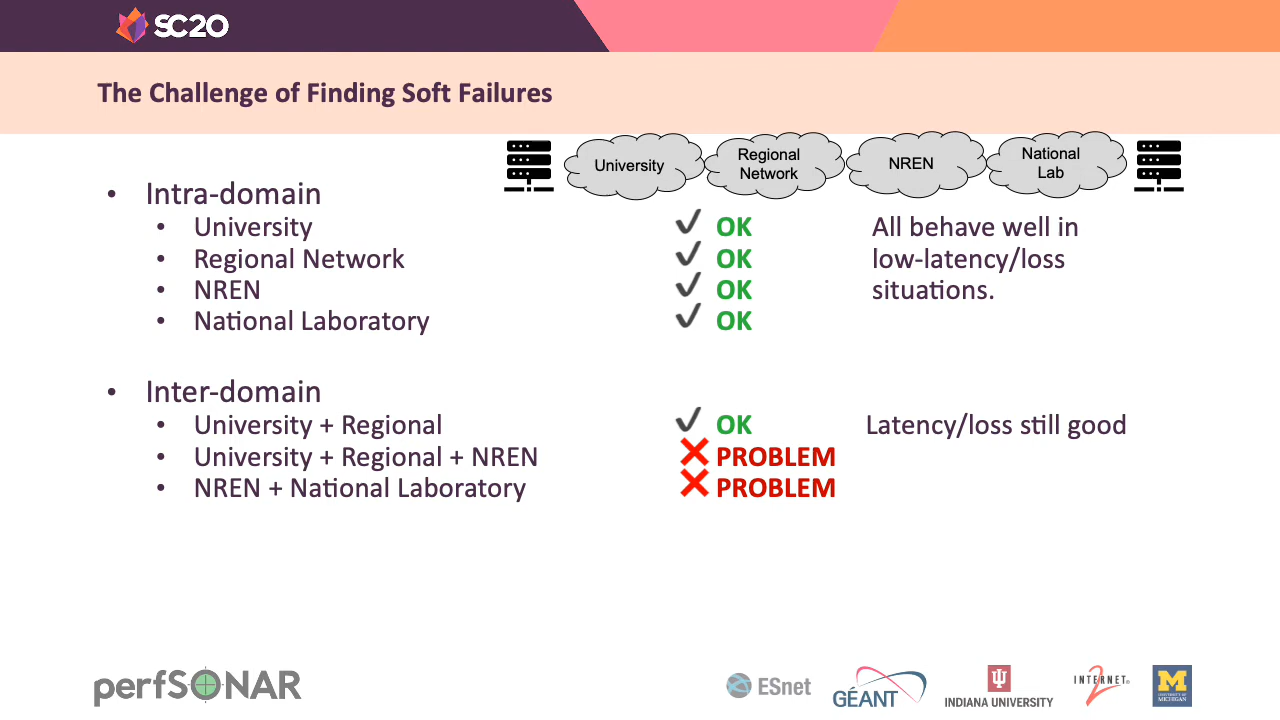 SC20
The Challenge of Finding Soft Failures
University
Regional
Network
NREN
National
Lab
• Intra-domain
• University ✔ OK All behave well in
• Regional Network ✔ OK low-latency/loss
• NREN ✔ OK situations.
• National Laboratory ✔ OK
• Inter-domain
• University + Regional ✔ OK Latency/loss still good
• University + Regional + NREN ❌ PROBLEM
• NREN + National Laboratory ❌ PROBLEM
perfSONAR
ESnet
GÉANT
INDIANA UNIVERSITY
INTERNET
2
M
UNIVERSITY OF
MICHIGAN